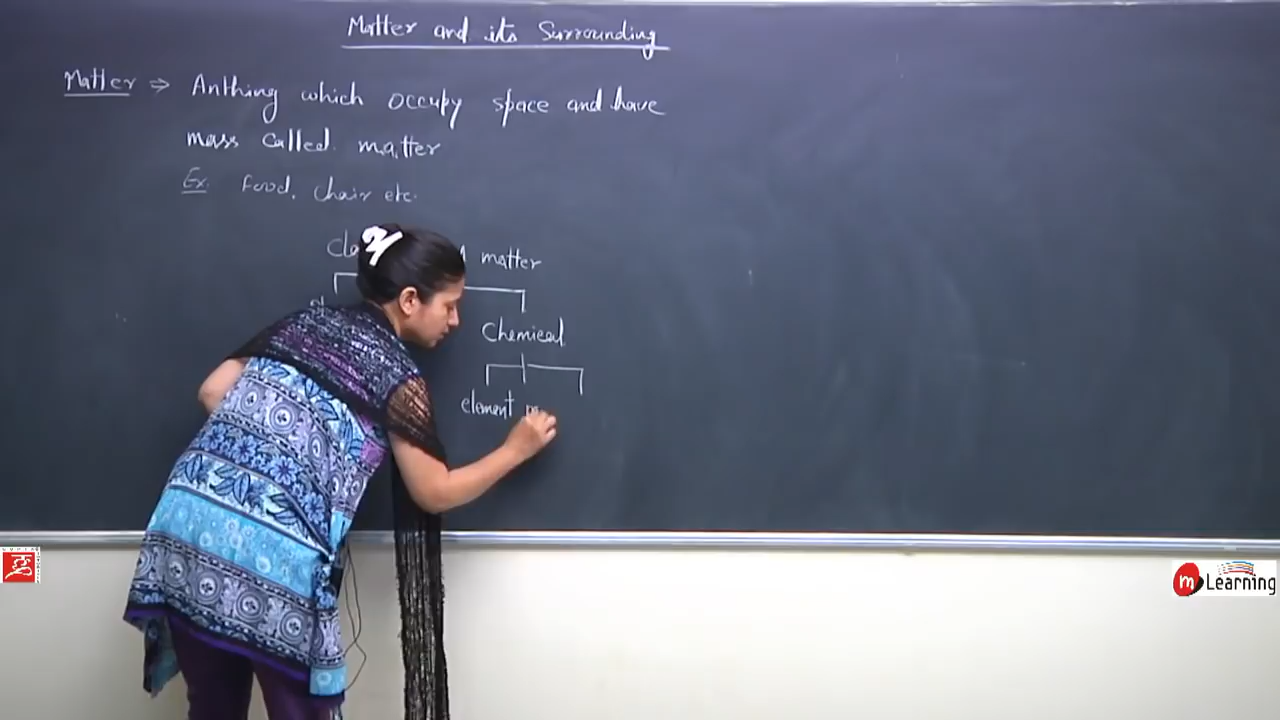 Matter and its Surrounding
Matter ⇒ Anthing which occupy space and have
mass called. matter
Ex. Food, Chair etc.
matter
Chemical
element
m Learning